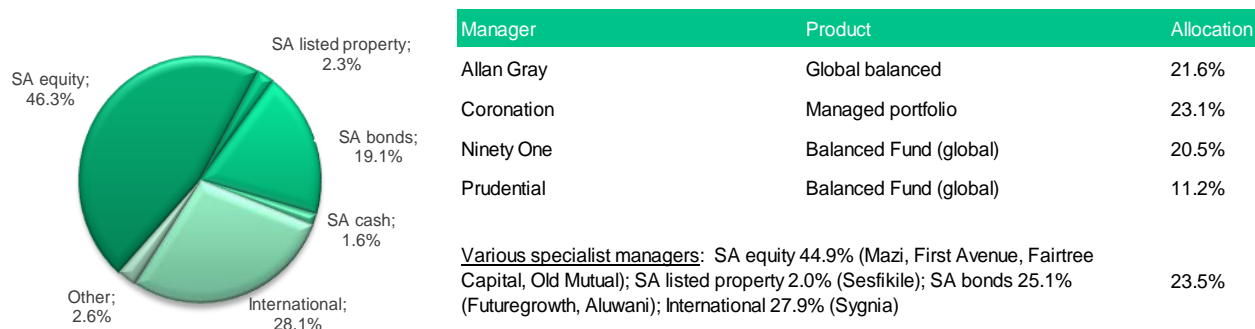 SA listed property;
2.3%
SA equity;
46.3%
SA bonds;
19.1%
SA cash;
1.6%
Other;
2.6%
International;
28.1%
Manager Product Allocation
Allan Gray Global balanced 21.6%
Coronation Managed portfolio 23.1%
Ninety One Balanced Fund (global) 20.5%
Prudential Balanced Fund (global) 11.2%
Various specialist managers: SA equity 44.9% (Mazi, First Avenue, Fairtree
Capital, Old Mutual); SA listed property 2.0% (Sesfikile); SA bonds 25.1%
(Futuregrowth, Aluwani); International 27.9% (Sygnia)
23.5%